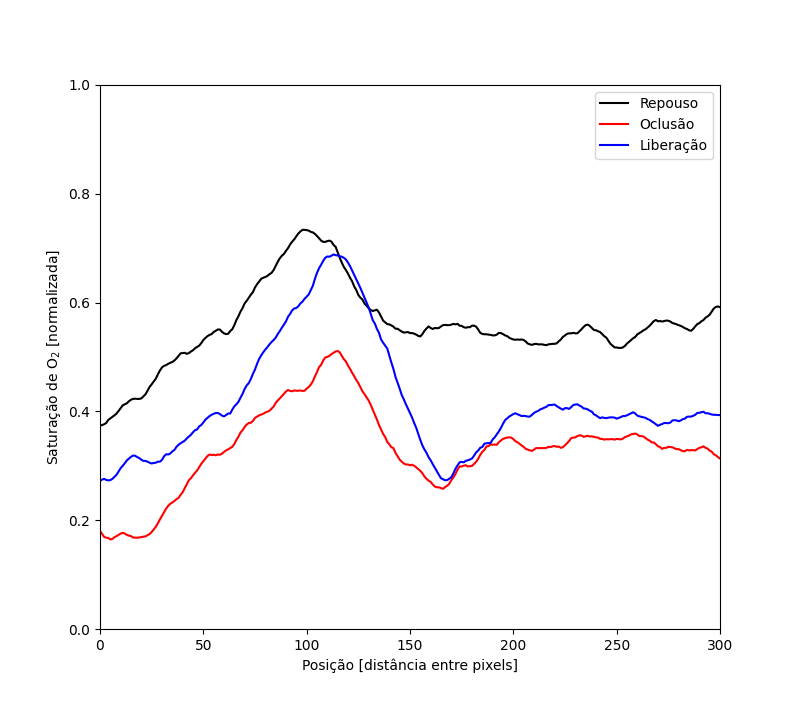 Repouso
Oclusão
Liberação
Saturação de O₂ [normalizada]
1.0
0.8
0.6
0.4
0.2
0.0
0 50 100 150 200 250 300
Posição [distância entre pixels]